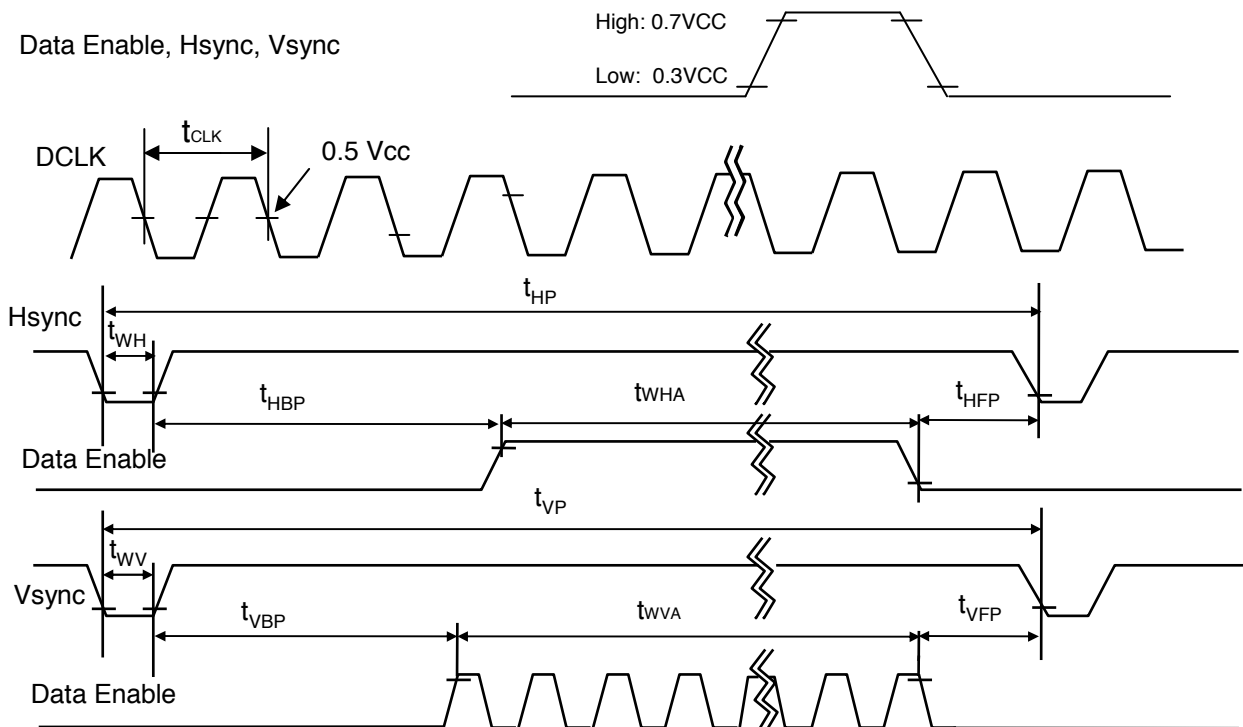 High: 0.7VCC
Data Enable, Hsync, Vsync
Low: 0.3VCC
tCLK
DCLK
0.5 Vcc
tHP
Hsync
tWH
tHBP
tWHA
tHFP
Data Enable
tVP
tWV
Vsync
tVBP
tWVA
tVFP
Data Enable